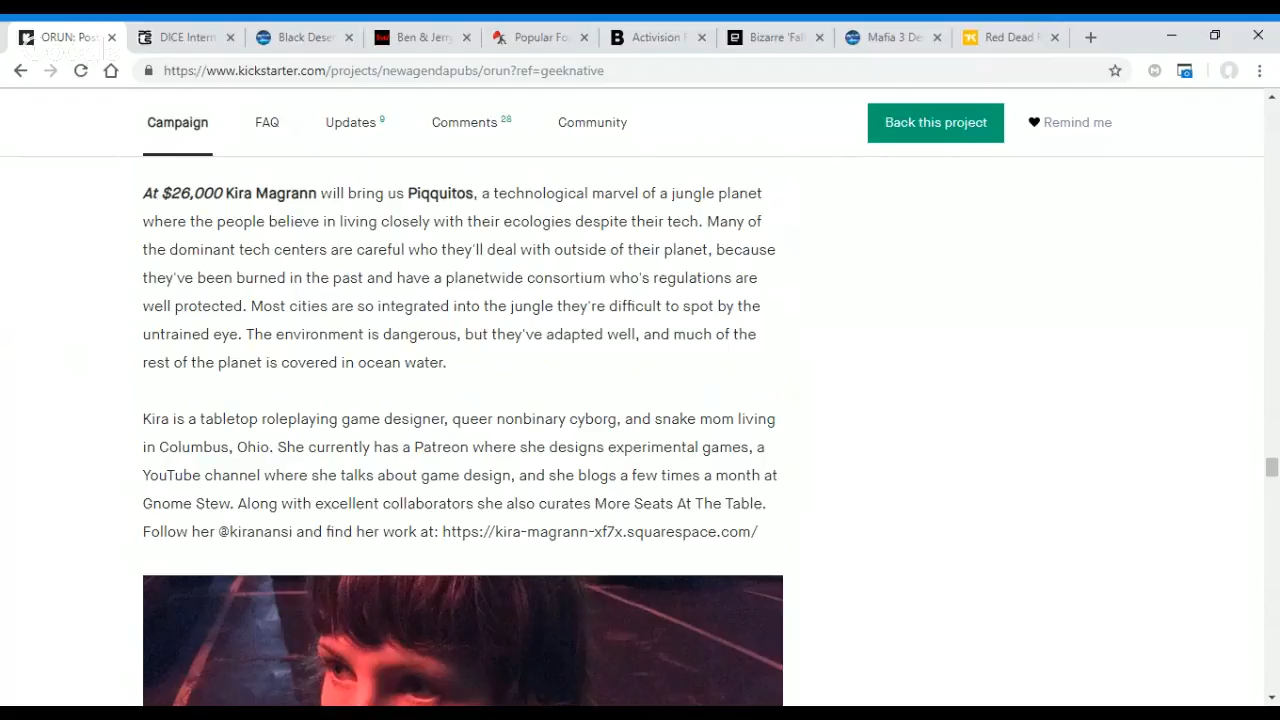 ORUN: Pos
DICE Intern
Black Deser
Ben & Jerry
Popular Fo
Activision
Bizarre 'Fal
Mafia 3 De
Red Dead
https://www.kickstarter.com/projects/newagendapubs/orun?ref=geeknative
Campaign FAQ Updates 9 Comments 28 Community Back this project Remind me
At $26,000 Kira Magrann will bring us Piqquitos, a technological marvel of a jungle planet
where the people believe in living closely with their ecologies despite their tech. Many of
the dominant tech centers are careful who they'll deal with outside of their planet, because
they've been burned in the past and have a planetwide consortium who's regulations are
well protected. Most cities are so integrated into the jungle they're difficult to spot by the
untrained eye. The environment is dangerous, but they've adapted well, and much of the
rest of the planet is covered in ocean water.
Kira is a tabletop roleplaying game designer, queer nonbinary cyborg, and snake mom living
in Columbus, Ohio. She currently has a Patreon where she designs experimental games, a
YouTube channel where she talks about game design, and she blogs a few times a month at
Gnome Stew. Along with excellent collaborators she also curates More Seats At The Table.
Follow her @kiranansi and find her work at: https://kira-magrann-xf7x.squarespace.com/